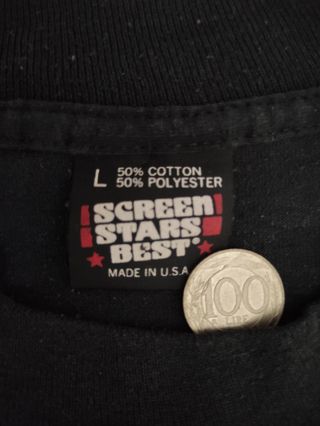 L 50% COTTON
50% POLYESTER
SCREEN
STARS
BEST®
MADE IN U.S.A.
100
LIRE